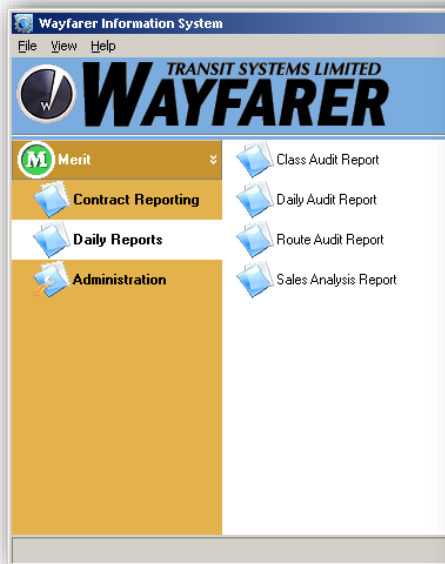 Wayfarer Information System
File View Help
TRANSIT SYSTEMS LIMITED
WAYFARER
W
M Merit
Contract Reporting
Daily Reports
Administration
Class Audit Report
Daily Audit Report
Route Audit Report
Sales Analysis Report